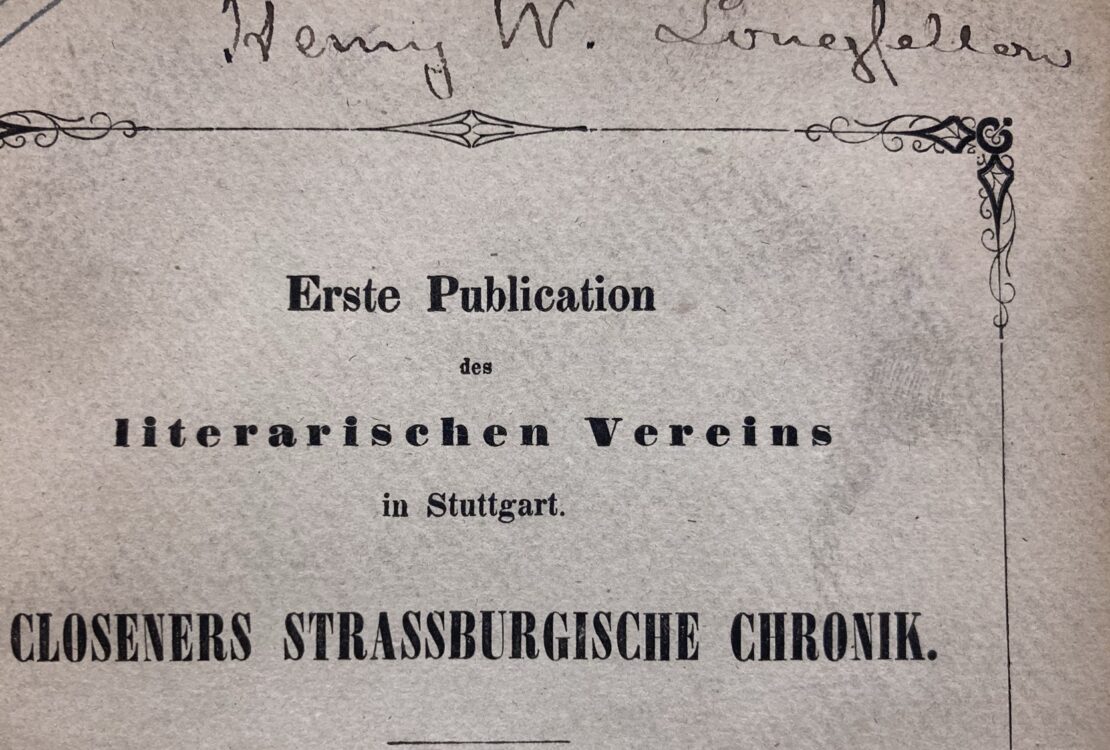 Henry W. Longfellow
Erste Publication
des
literarischen Vereins
in Stuttgart.
CLOSENERS STRASSBURGISCHE CHRONIK.